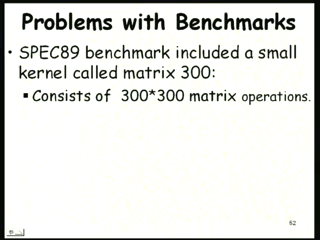 Problems with Benchmarks
• SPEC89 benchmark included a small
kernel called matrix 300:
▪ Consists of 300*300 matrix operations.
62